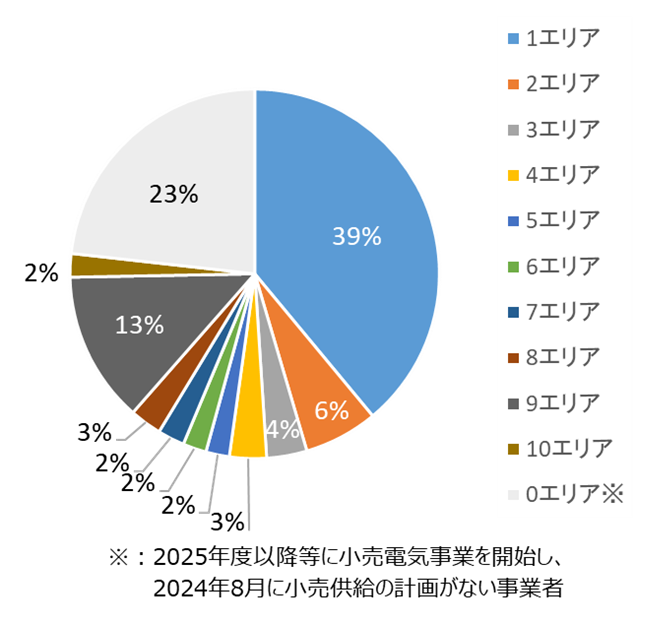 1エリア
2エリア
3エリア
4エリア
5エリア
6エリア
7エリア
8エリア
9エリア
10エリア
0エリア※
39%
6%
4%
3%
2%
2%
2%
3%
13%
2%
23%
※：2025年度以降等に小売電気事業を開始し、
2024年8月に小売供給の計画がない事業者